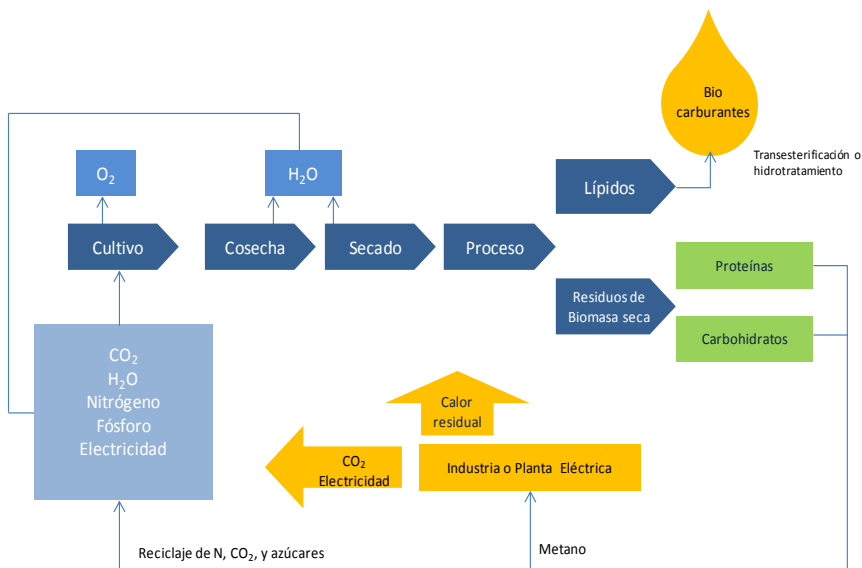 Bio
carburantes
Transesterificación o
hidrotratamiento
O₂
H₂O
Lípidos
Cultivo
Cosecha
Secado
Proceso
Proteínas
Residuos de
Biomasa seca
Carbohidratos
CO₂
H₂O
Nitrógeno
Fósforo
Electricidad
Calor
residual
CO₂
Electricidad
Industria o Planta Eléctrica
Reciclaje de N, CO₂, y azúcares
Metano